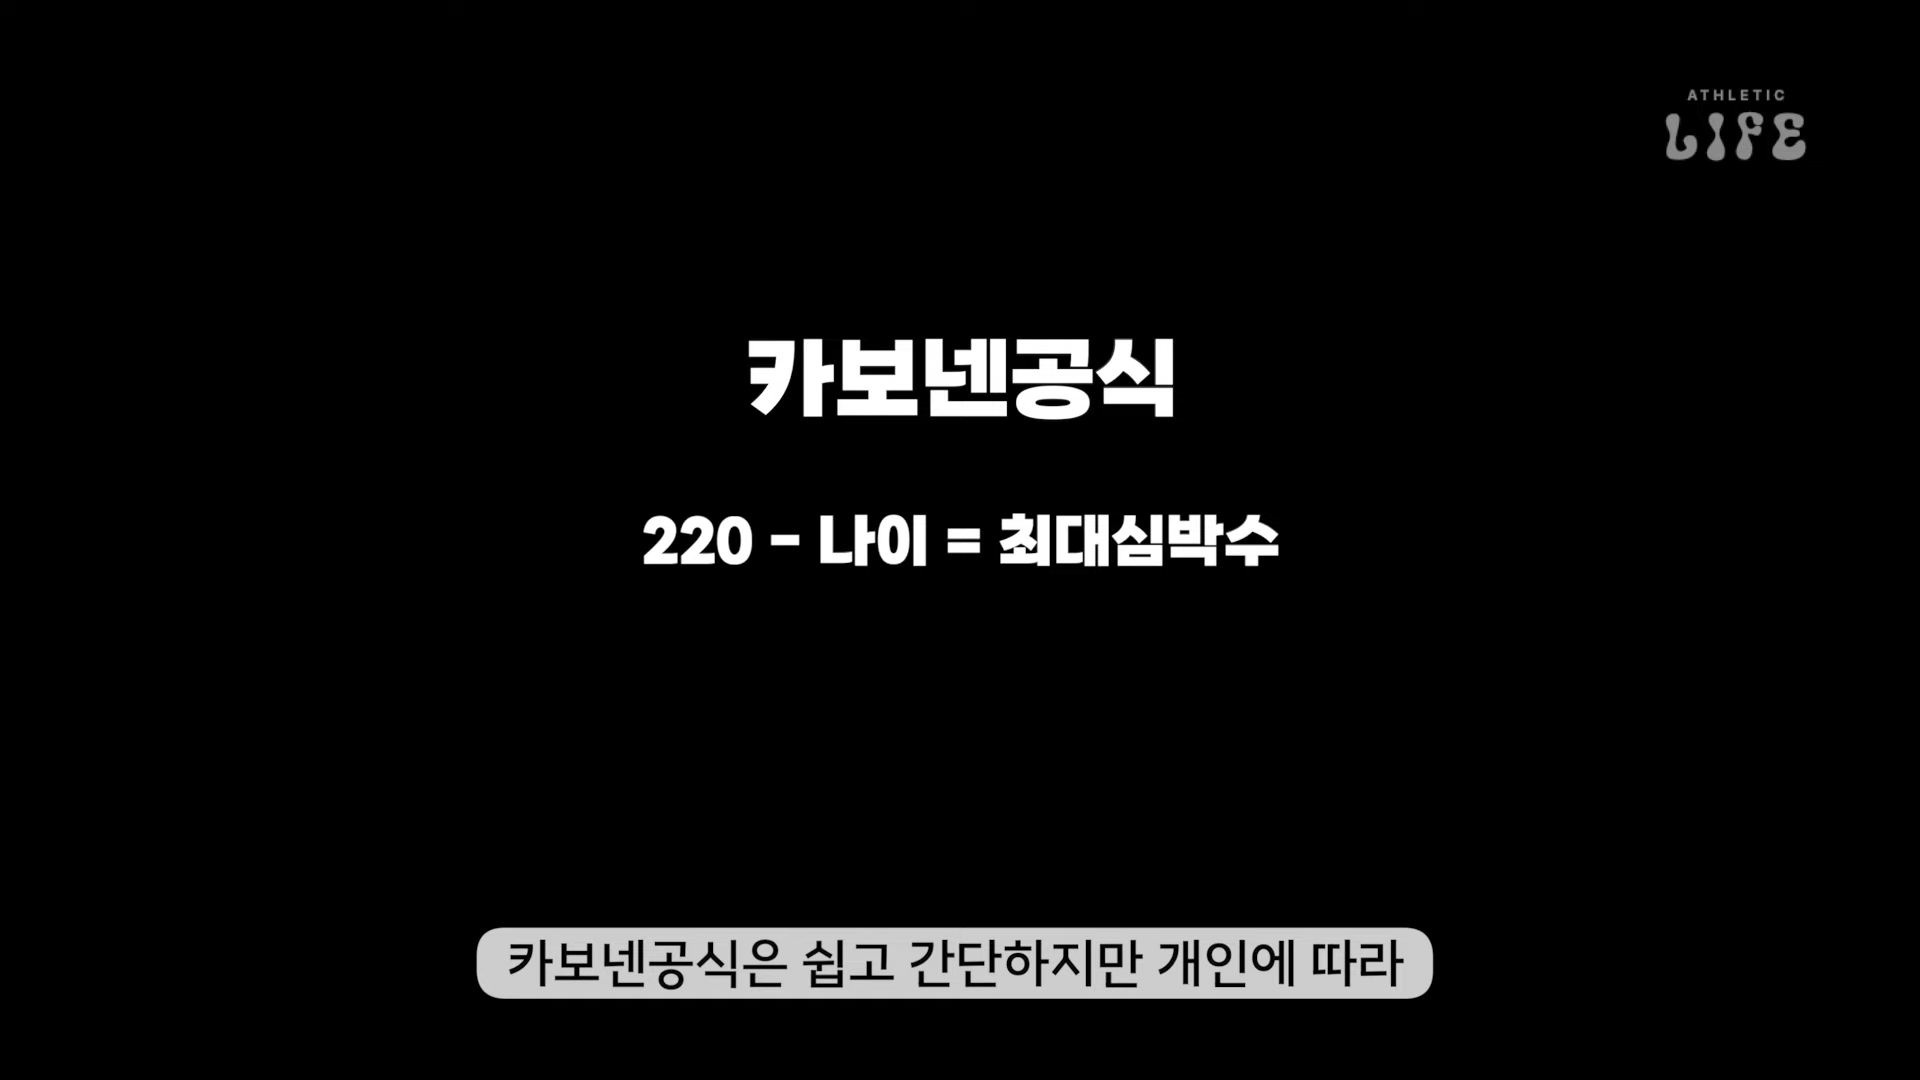 ATHLETIC
LIFE
카보넨공식
220 - 나이 = 최대심박수
카보넨공식은 쉽고 간단하지만 개인에 따라